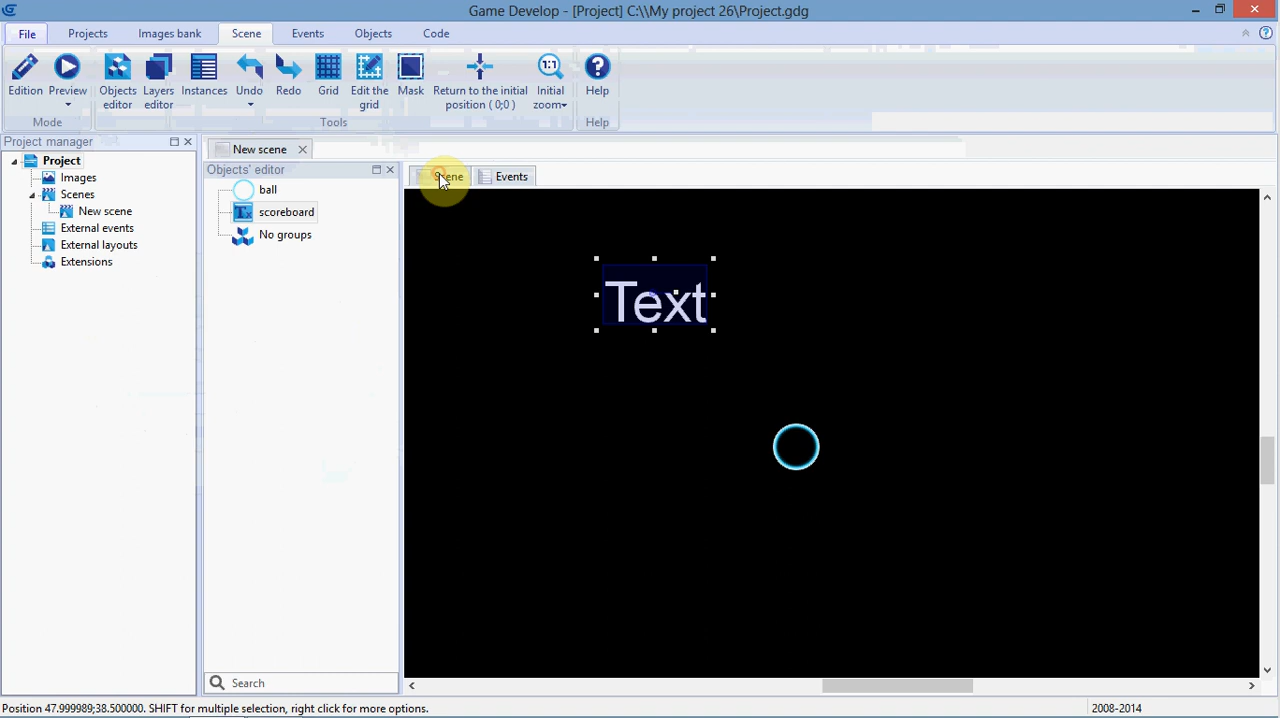 Game Develop - [Project] C:\\My project 26\Project.gdg
File Projects Images bank Scene Events Objects Code
Edition Preview Objects editor Layers editor Instances Undo Redo Grid Edit the grid Mask Return to the initial position ( 0;0 ) Initial zoom Help
Mode Tools Help
Project manager
Project
Images
Scenes
New scene
External events
External layouts
Extensions
New scene
Objects' editor
ball
Tx scoreboard
No groups
Search
Scene Events
1:1
Text
Position 47.999989;38.500000. SHIFT for multiple selection, right click for more options.
2008-2014